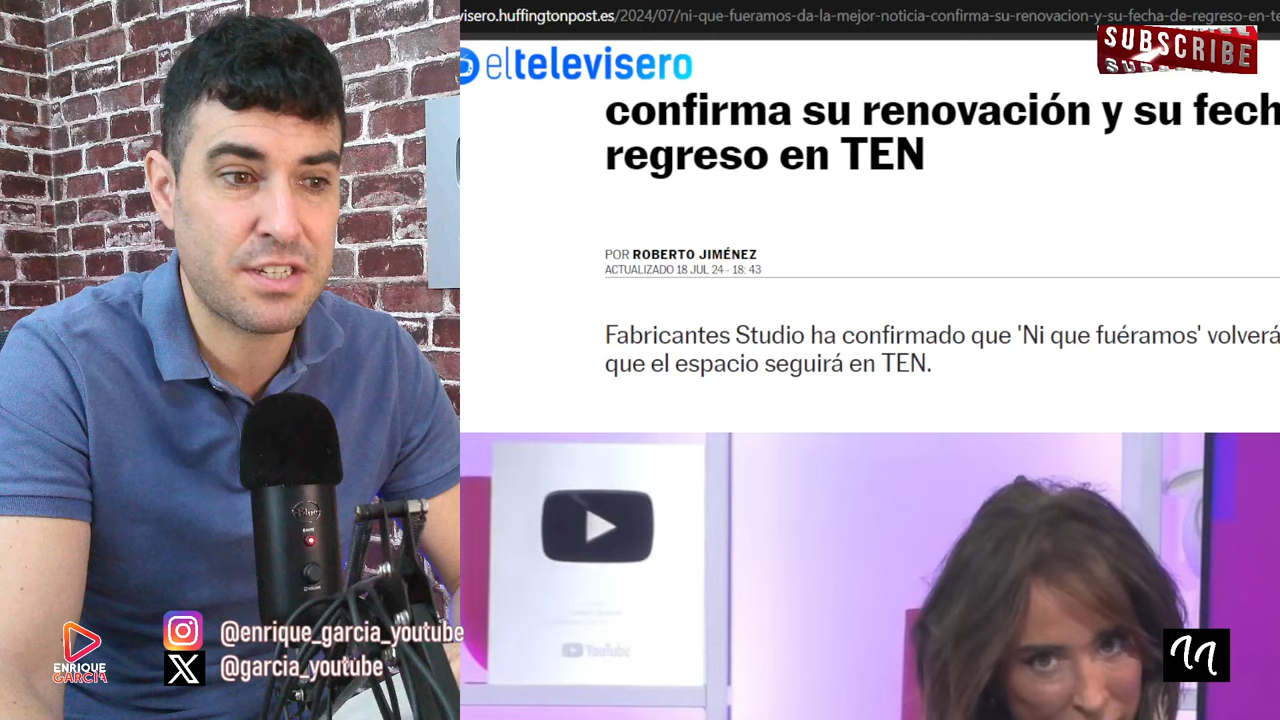 visero.huffingtonpost.es/2024/07/ni-que-fueramos-da-la-mejor-noticia-confirma-su-renovacion-y-su-fecha-de-regreso-en-te
SUBSCRIBE
eltelevisero
confirma su renovación y su fech
regreso en TEN
POR ROBERTO JIMÉNEZ
ACTUALIZADO 18 JUL 24 - 18: 43
Fabricantes Studio ha confirmado que 'Ni que fuéramos' volverá
que el espacio seguirá en TEN.
YouTube
Blue
@enrique_garcia_youtube
@garcia_youtube
ENRIQUE
GARCIA